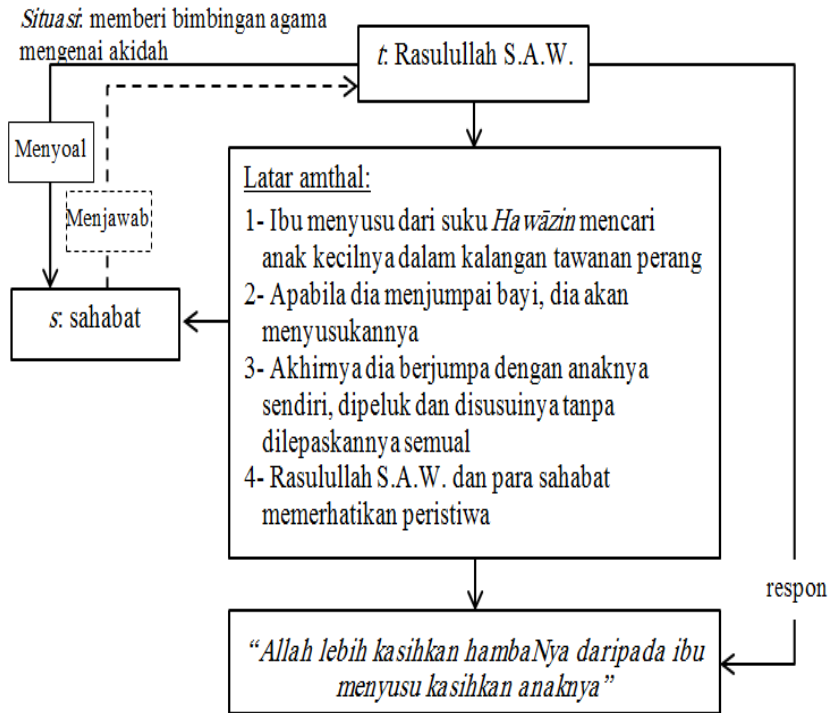 Situasi: memberi bimbingan agama
mengenai akidah
t: Rasulullah S.A.W.
Menyoal
Menjawab
s: sahabat
Latar amthal:
1- Ibu menyusu dari suku Hawāzin mencari
anak kecilnya dalam kalangan tawanan perang
2- Apabila dia menjumpai bayi, dia akan
menyusukannya
3- Akhirnya dia berjumpa dengan anaknya
sendiri, dipeluk dan disusuinya tanpa
dilepaskannya semual
4- Rasulullah S.A.W. dan para sahabat
memerhatikan peristiwa
respon
“Allah lebih kasihkan hambaNya daripada ibu
menyusu kasihkan anaknya”